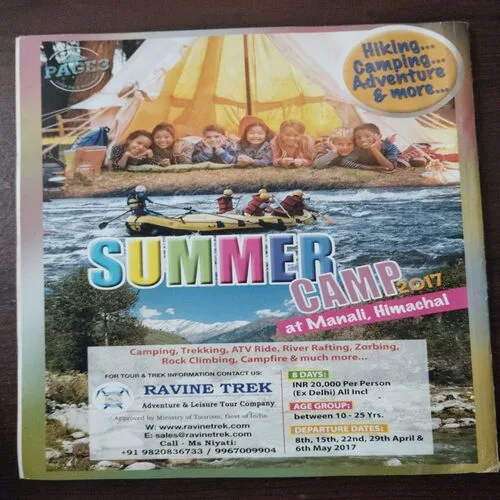 PAGE3
Hiking...
Camping...
Adventure
& more...
SUMMER
CAMP 2017
at Manali, Himachal
Camping, Trekking, ATV Ride, River Rafting, Zorbing,
Rock Climbing, Campfire & much more...
FOR TOUR & TREK INFORMATION CONTACT US:
RAVINE TREK
Adventure & Leisure Tour Company
Approved by Ministry of Tourism, Govt of India
W: www.ravinetrek.com
E: sales@ravinetrek.com
Call - Ms Niyati:
+91 9820836733 / 9967009904
8 DAYS:
INR 20,000 Per Person
(Ex Delhi) All Incl
AGE GROUP:
between 10 - 25 Yrs.
DEPARTURE DATES:
8th, 15th, 22nd, 29th April &
6th May 2017